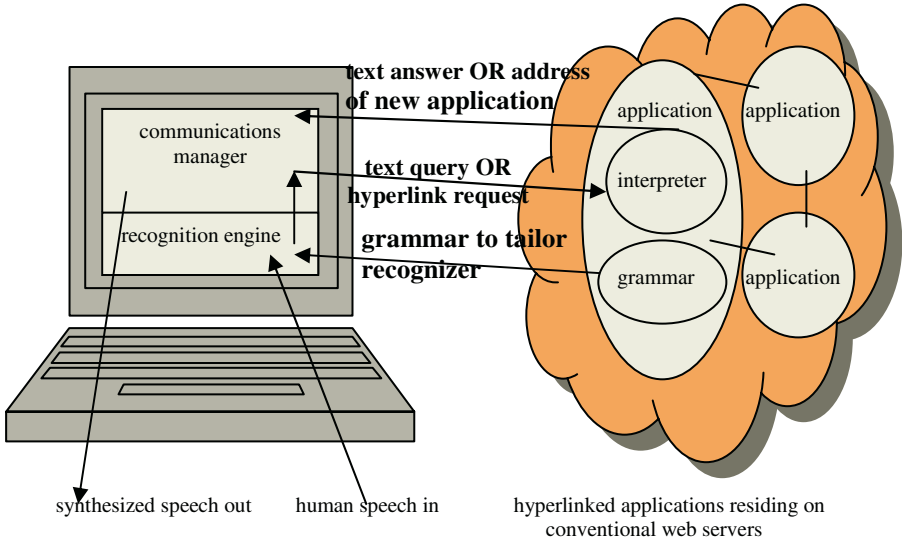 text answer OR address
of new application
communications
manager
text query OR
hyperlink request
recognition engine
grammar to tailor
recognizer
application
interpreter
grammar
application
application
synthesized speech out
human speech in
hyperlinked applications residing on
conventional web servers